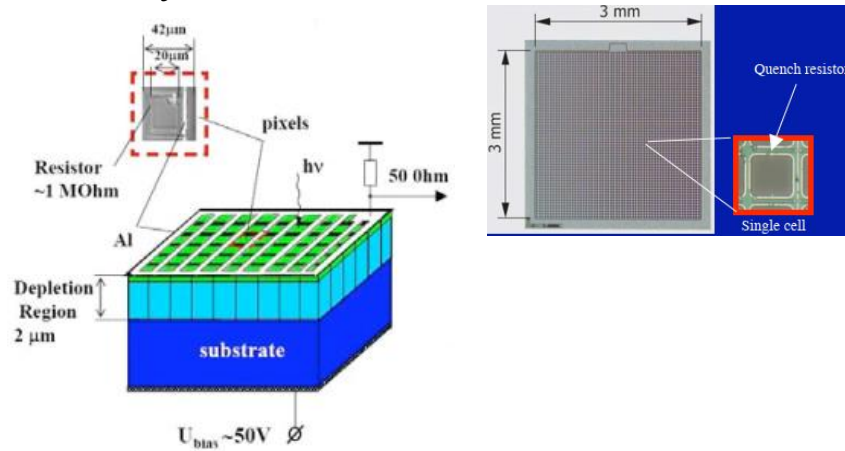 42μm
20μm
pixels
Resistor
~1 MOhm
hν
50 Ohm
Al
Depletion
Region
2 μm
substrate
U_bias ~50V
3 mm
3 mm
Quench resistor
Single cell